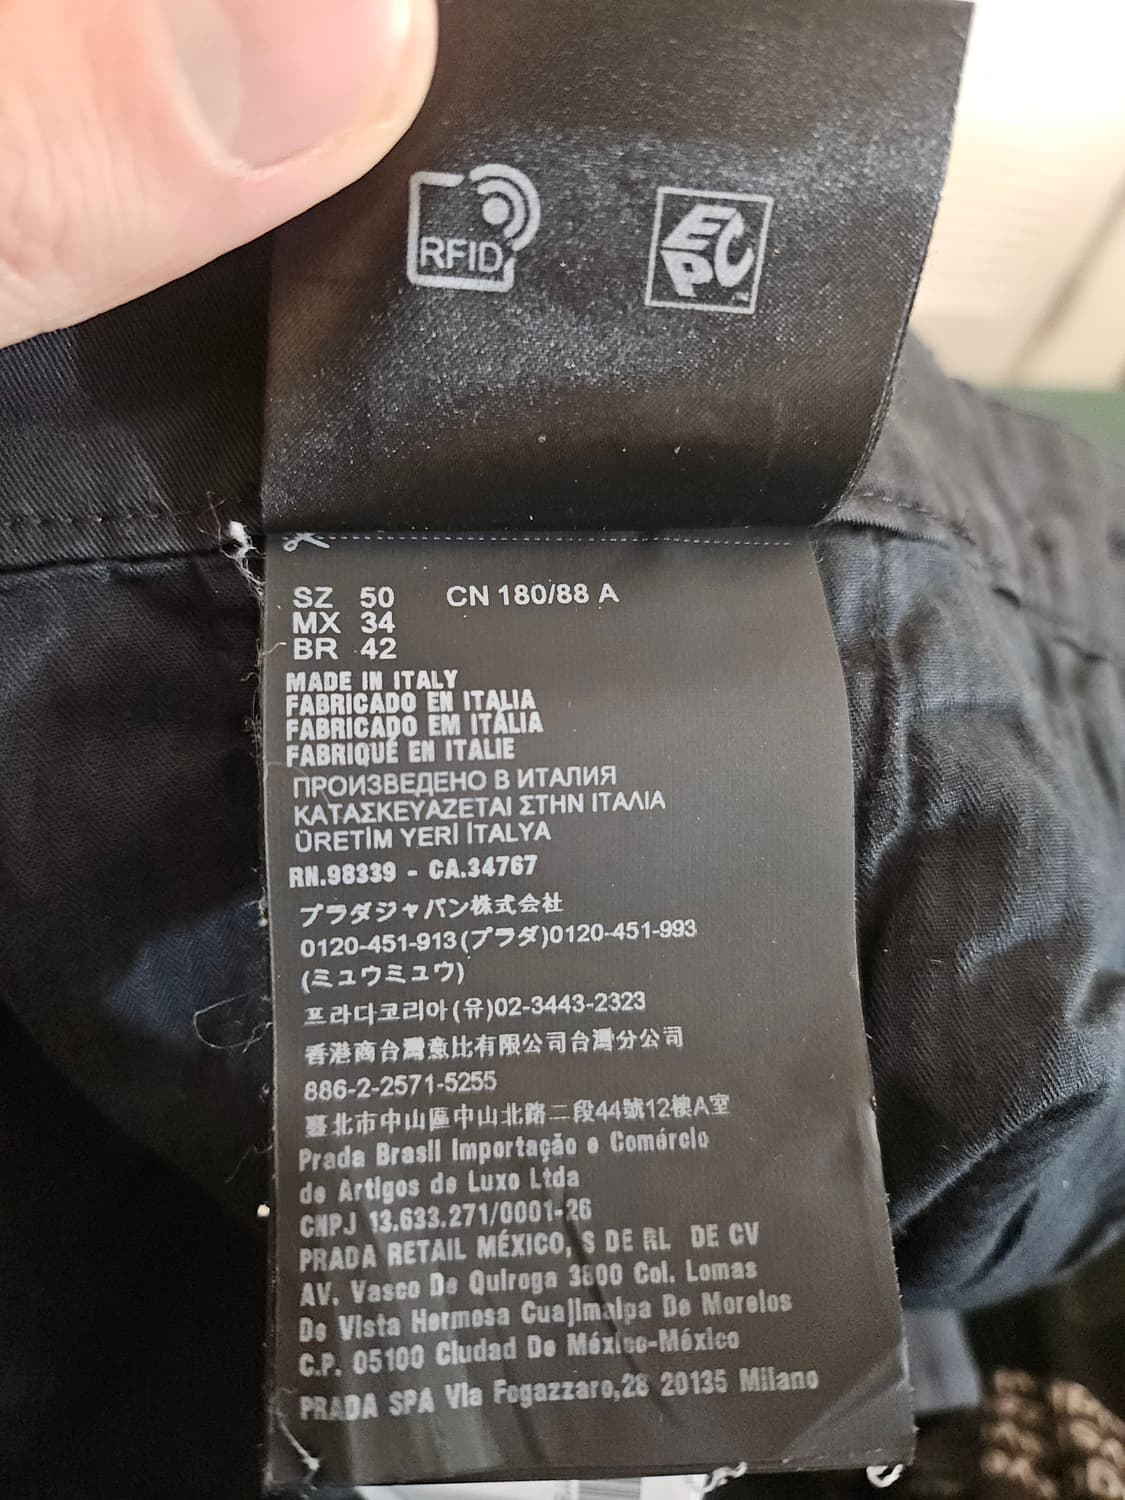 RFID
EPC
SZ 50 CN 180/88 A
MX 34
BR 42
MADE IN ITALY
FABRICADO EN ITALIA
FABRICADO EM ITÁLIA
FABRIQUÉ EN ITALIE
ПРОИЗВЕДЕНО В ИТАЛИЯ
ΚΑΤΑΣΚΕΥΑΖΕΤΑΙ ΣΤΗΝ ΙΤΑΛΙΑ
ÜRETİM YERİ İTALYA
RN.98339 - CA.34767
プラダジャパン株式会社
0120-451-913(プラダ)0120-451-993
(ミュウミュウ)
프라다코리아(유)02-3443-2323
香港商台灣意比有限公司台灣分公司
886-2-2571-5255
臺北市中山區中山北路二段44號12樓A室
Prada Brasil Importação e Comércio
de Artigos de Luxo Ltda
CNPJ 13.633.271/0001-26
PRADA RETAIL MÉXICO, S DE RL DE CV
AV. Vasco De Quiroga 3800 Col. Lomas
De Vista Hermosa Cuajimalpa De Morelos
C.P. 05100 Ciudad De México-México
PRADA SPA Via Fogazzaro,28 20135 Milano